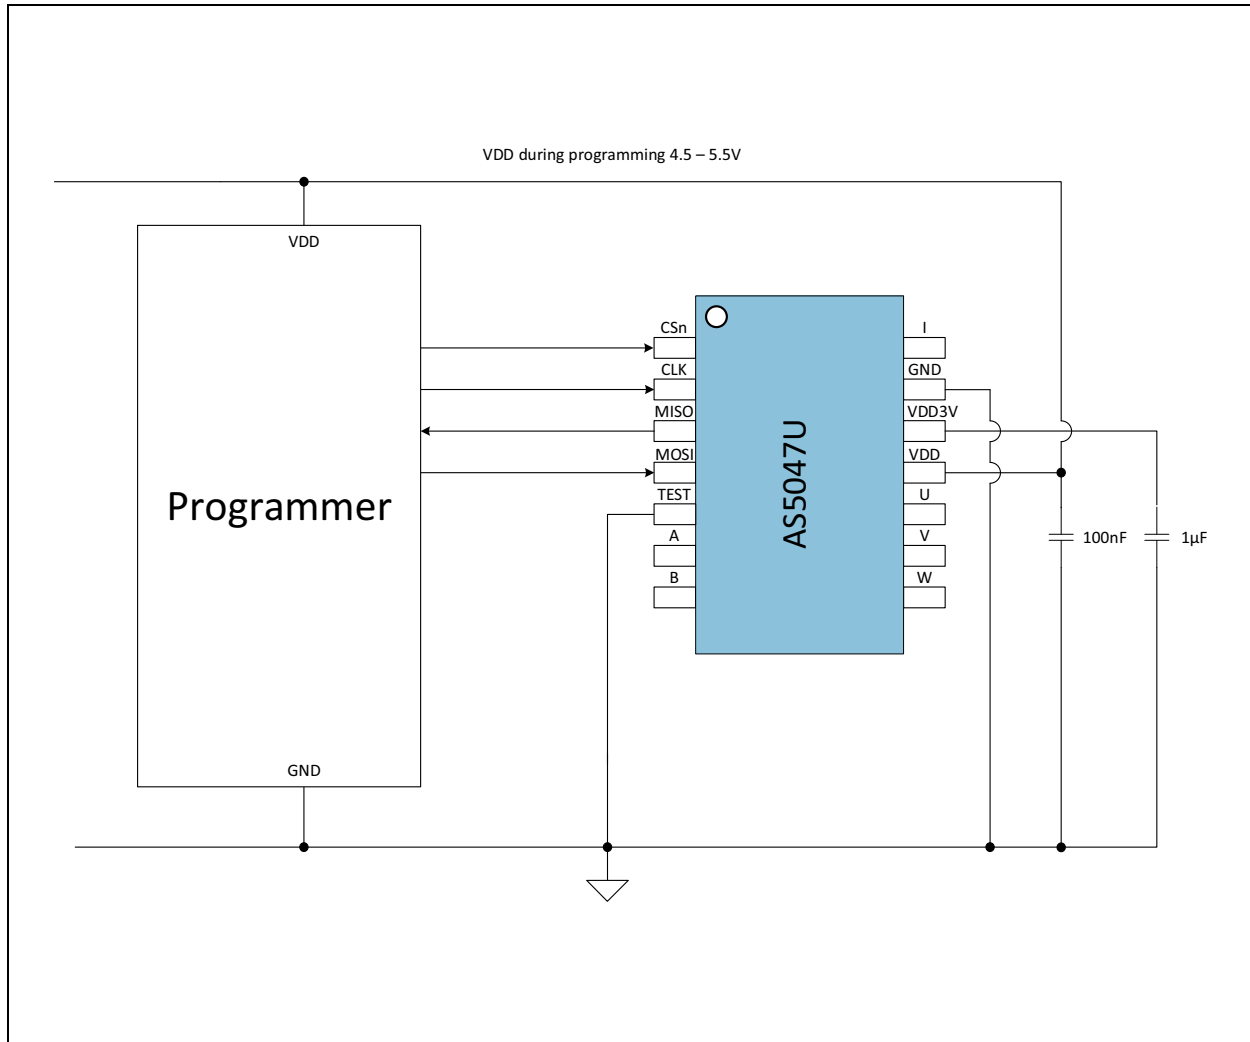 VDD during programming 4.5 – 5.5V
VDD
Programmer
GND
CSn
CLK
MISO
MOSI
TEST
A
B
AS5047U
I
GND
VDD3V
VDD
U
V
W
100nF
1µF